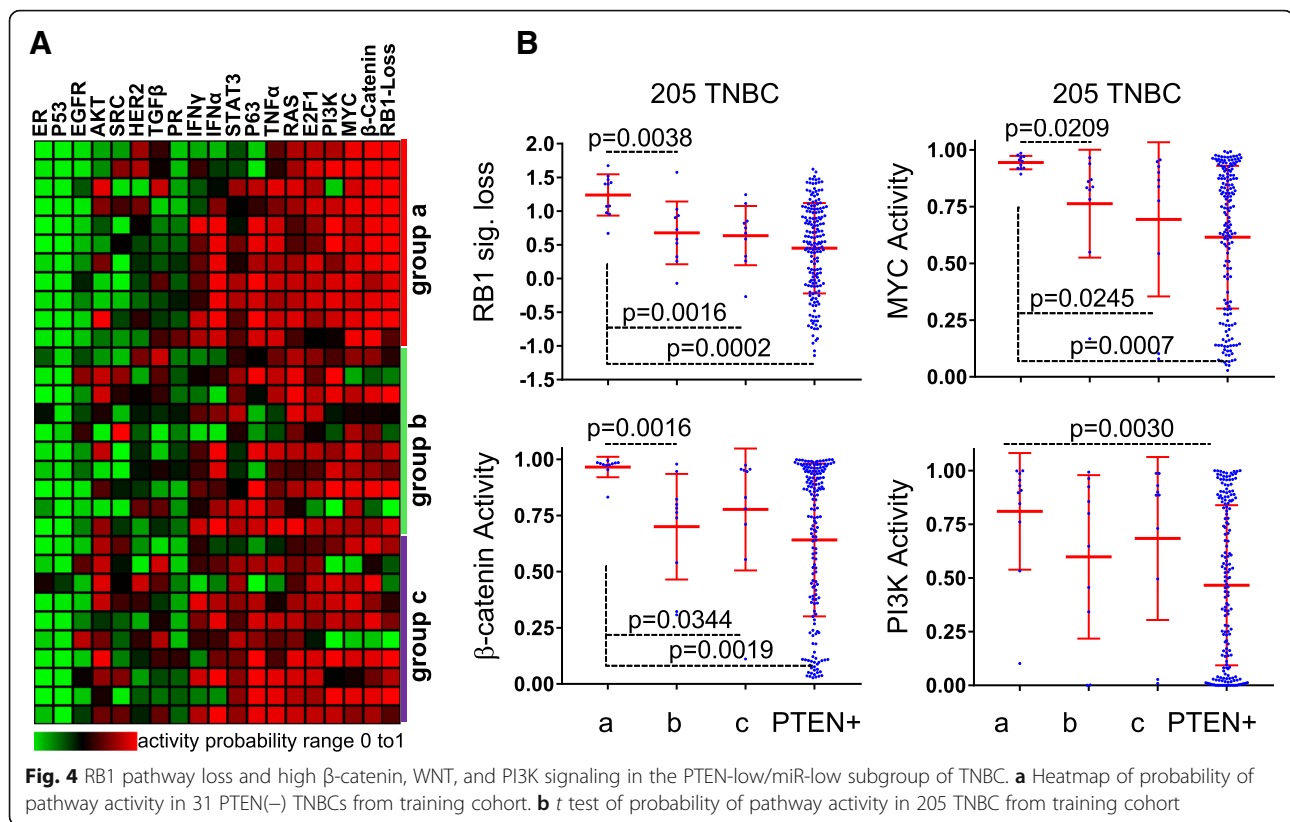 A
B
ER P53 EGFR AKT SRC HER2 TGFβ PR IFNγ IFNα STAT3 P63 TNFα RAS E2F1 PI3K MYC β-Catenin RB1-Loss
group a
group b
group c
activity probability range 0 to1
205 TNBC
RB1 sig. loss
2.0
1.5
1.0
0.5
0.0
-0.5
-1.0
-1.5
p=0.0038
p=0.0016
p=0.0002
205 TNBC
MYC Activity
1.00
0.75
0.50
0.25
0.00
p=0.0209
p=0.0245
p=0.0007
β-catenin Activity
1.00
0.75
0.50
0.25
0.00
p=0.0016
p=0.0344
p=0.0019
a b c PTEN+
PI3K Activity
1.00
0.75
0.50
0.25
0.00
p=0.0030
a b c PTEN+
Fig. 4 RB1 pathway loss and high β-catenin, WNT, and PI3K signaling in the PTEN-low/miR-low subgroup of TNBC. a Heatmap of probability of
pathway activity in 31 PTEN(−) TNBCs from training cohort. b t test of probability of pathway activity in 205 TNBC from training cohort